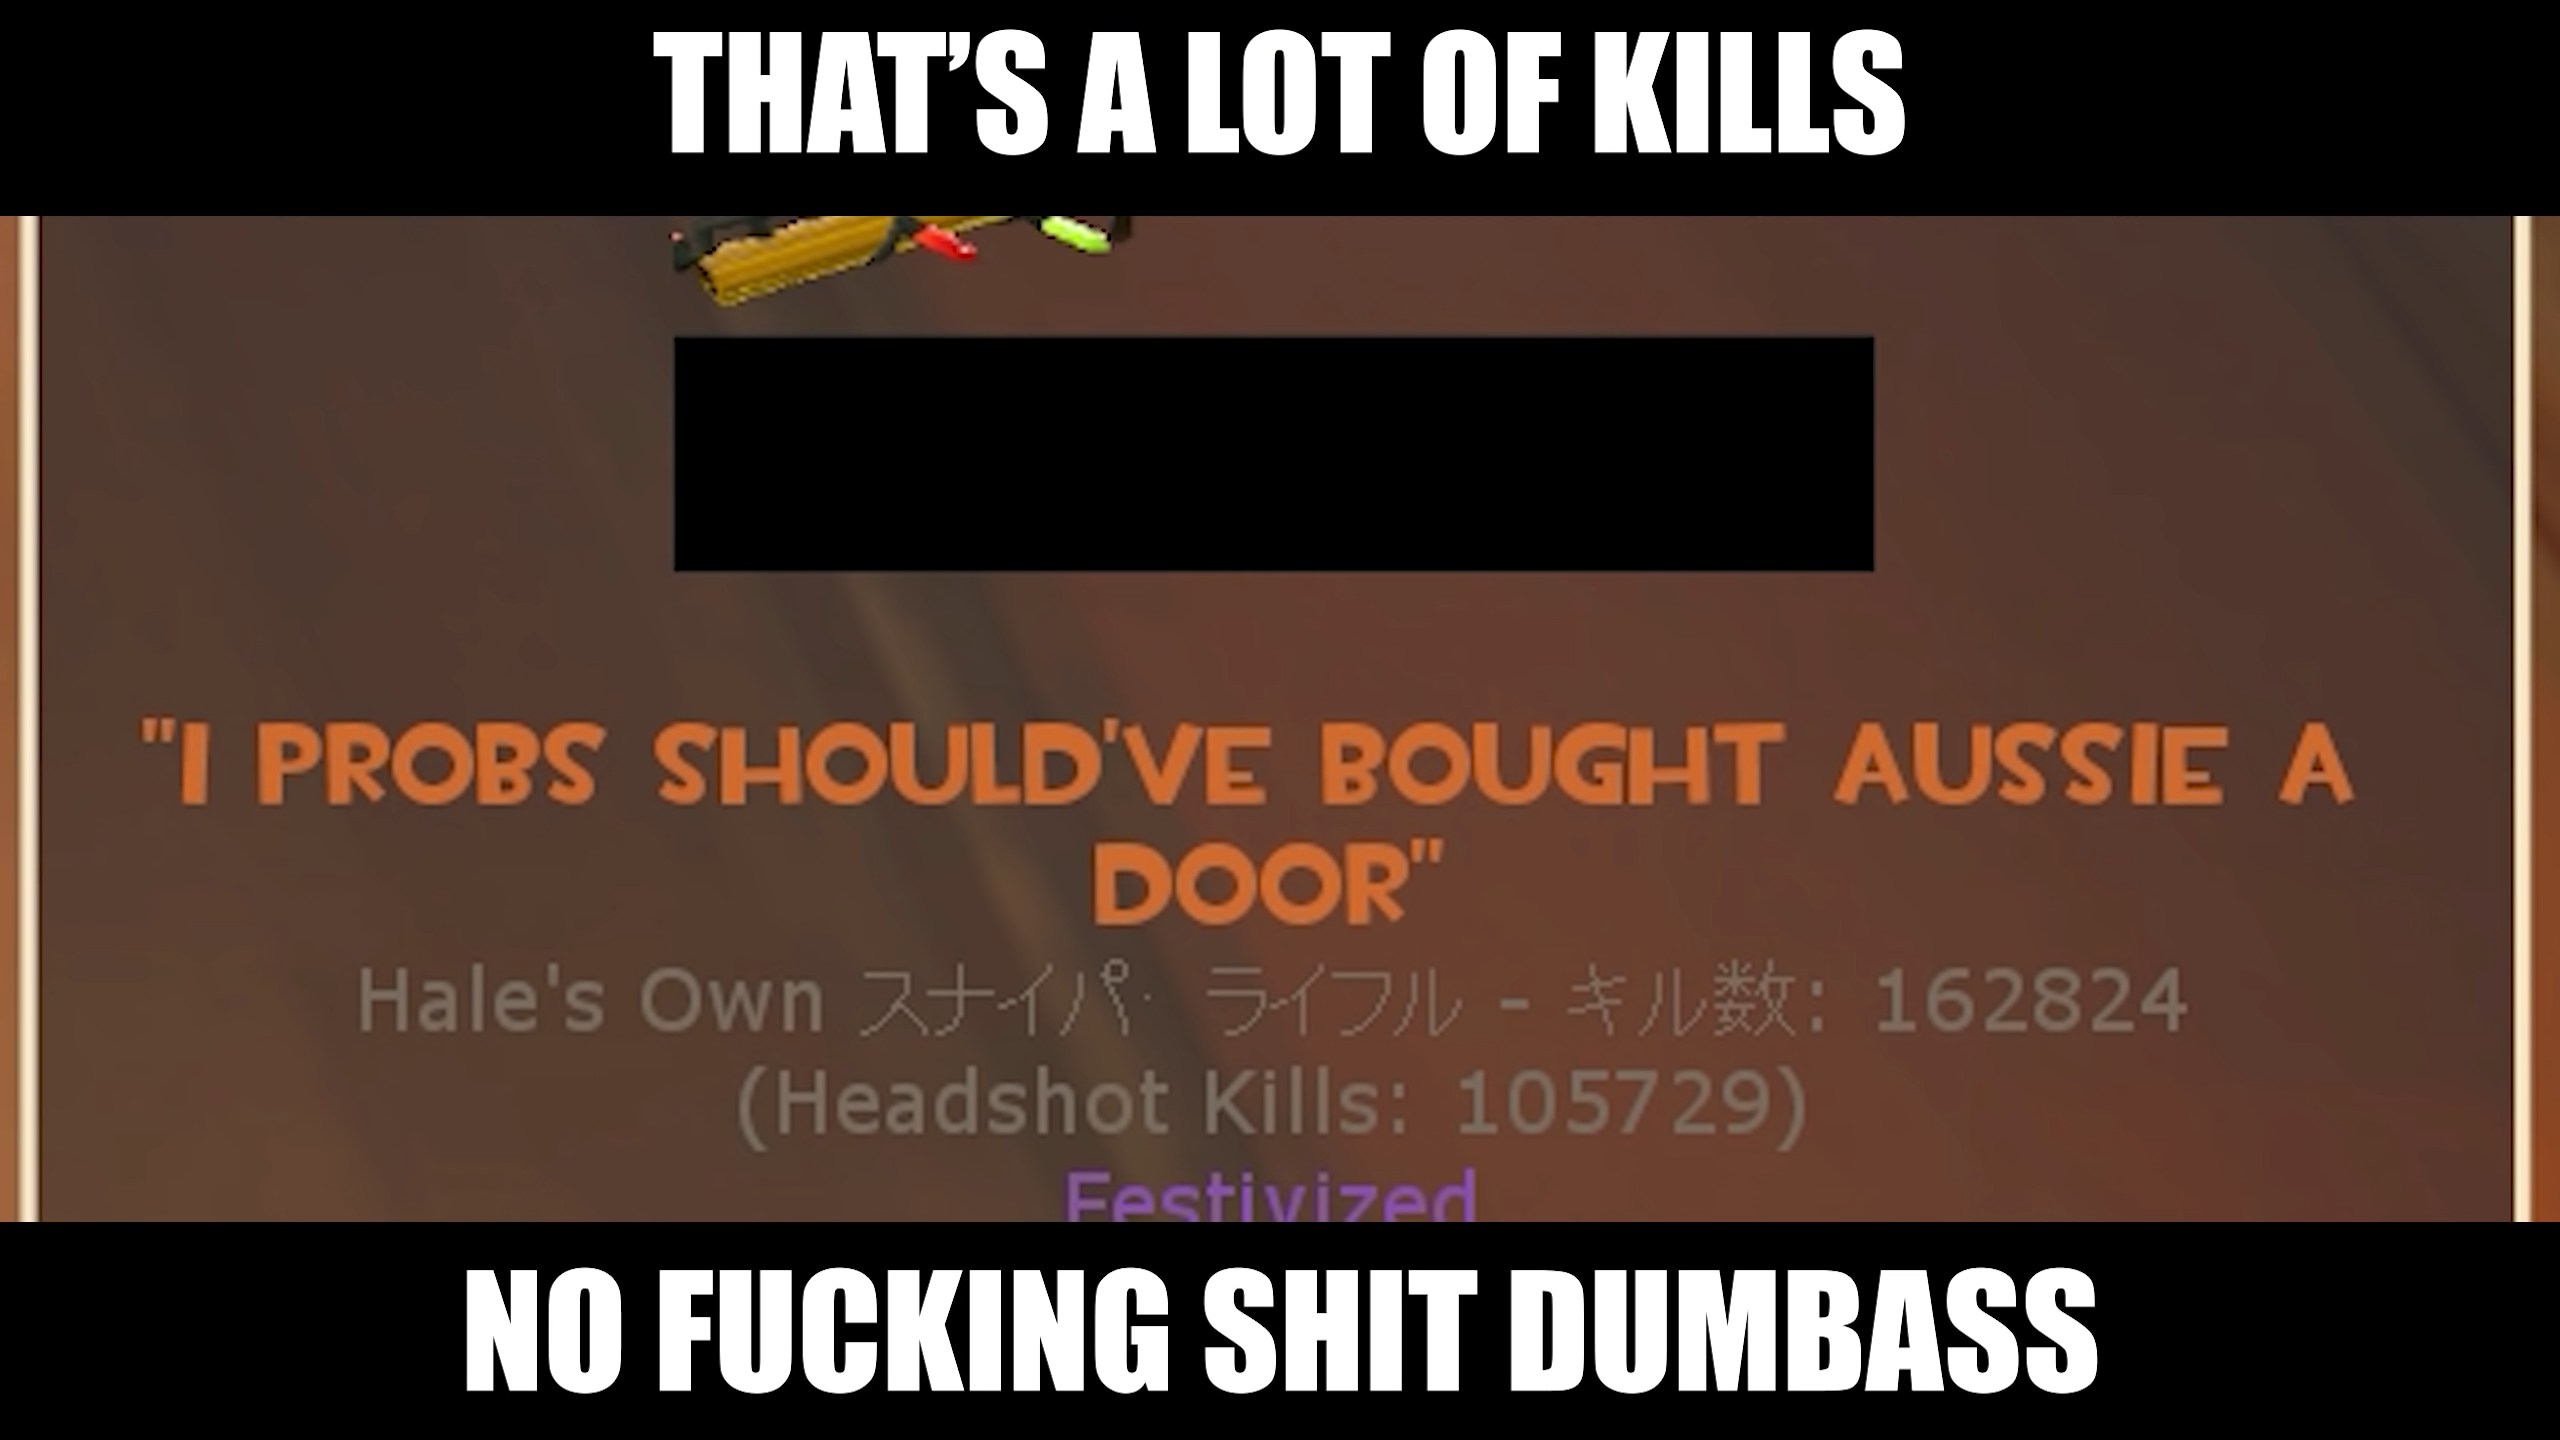 THAT'S A LOT OF KILLS
"I PROBS SHOULD'VE BOUGHT AUSSIE A
DOOR"
Hale's Own スナイパー ライフル - キル数: 162824
(Headshot Kills: 105729)
Festivized
NO FUCKING SHIT DUMBASS